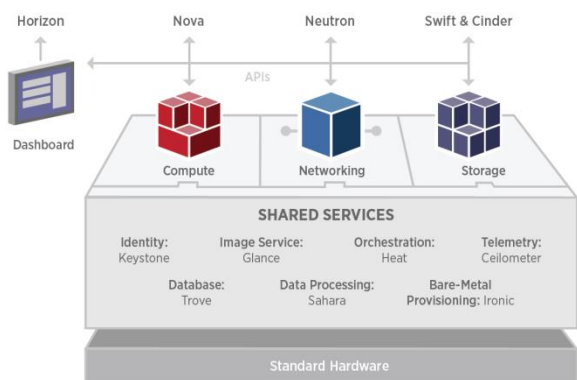 Horizon
Nova
Neutron
Swift & Cinder
APIs
Dashboard
Compute
Networking
Storage
SHARED SERVICES
Identity:
Keystone
Image Service:
Glance
Orchestration:
Heat
Telemetry:
Ceilometer
Database:
Trove
Data Processing:
Sahara
Bare-Metal
Provisioning: Ironic
Standard Hardware